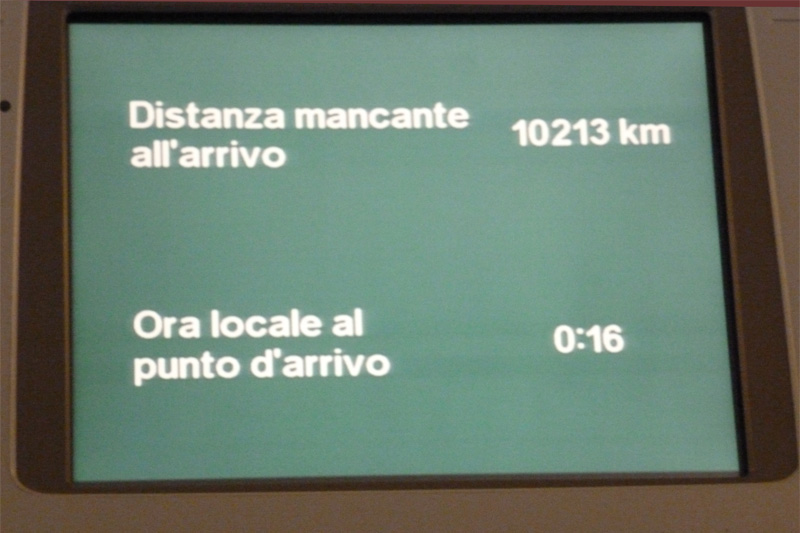 Distanza mancante
all'arrivo
10213 km
Ora locale al
punto d'arrivo
0:16